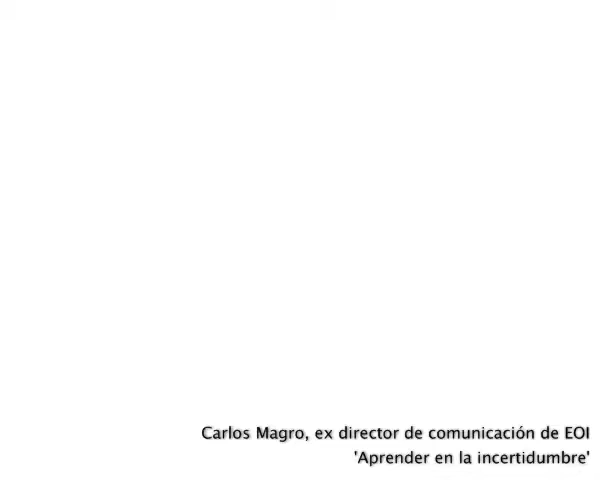 Carlos Magro, ex director de comunicación de EOI
'Aprender en la incertidumbre'